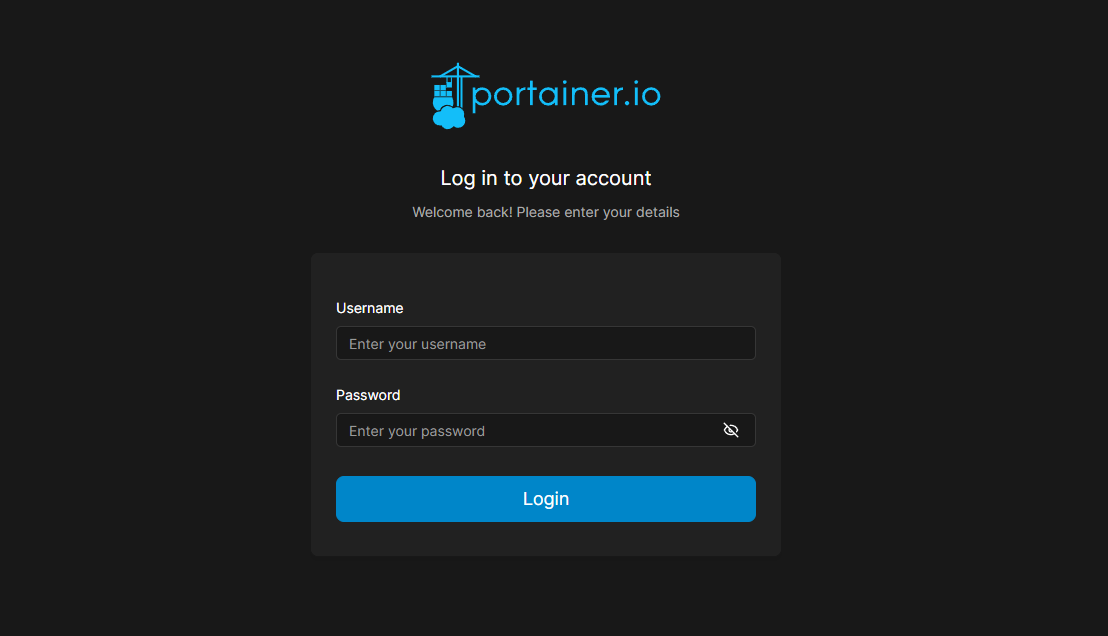 portainer.io
Log in to your account
Welcome back! Please enter your details
Username
Enter your username
Password
Enter your password
Login